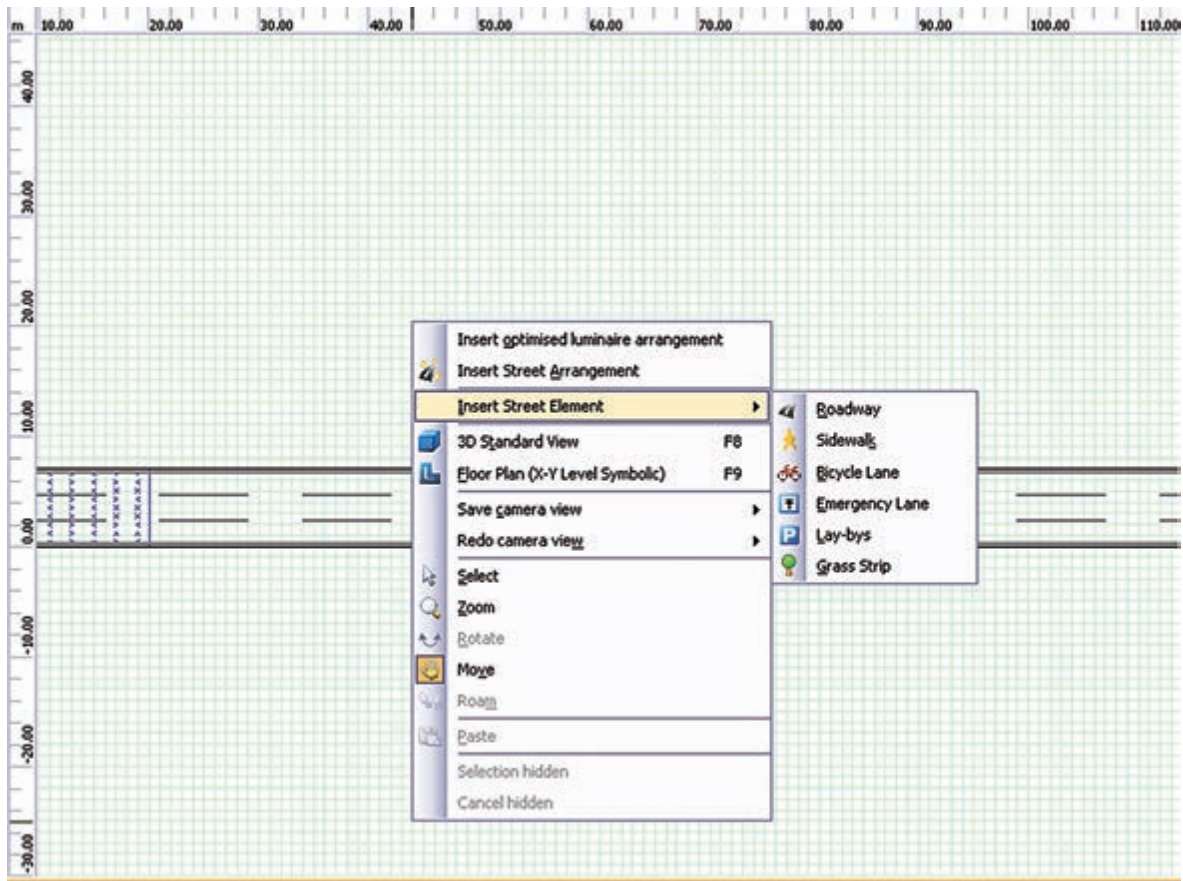 m 10.00 20.00 30.00 40.00 50.00 60.00 70.00 80.00 90.00 100.00 110.00
40.00
30.00
20.00
10.00
0.00
-10.00
-20.00
-30.00
Insert optimised luminaire arrangement
Insert Street Arrangement
Insert Street Element
3D Standard View F8
Floor Plan (X-Y Level Symbolic) F9
Save camera view
Redo camera view
Select
Zoom
Rotate
Move
Roam
Paste
Selection hidden
Cancel hidden
Roadway
Sidewalk
Bicycle Lane
Emergency Lane
P Lay-bys
Grass Strip